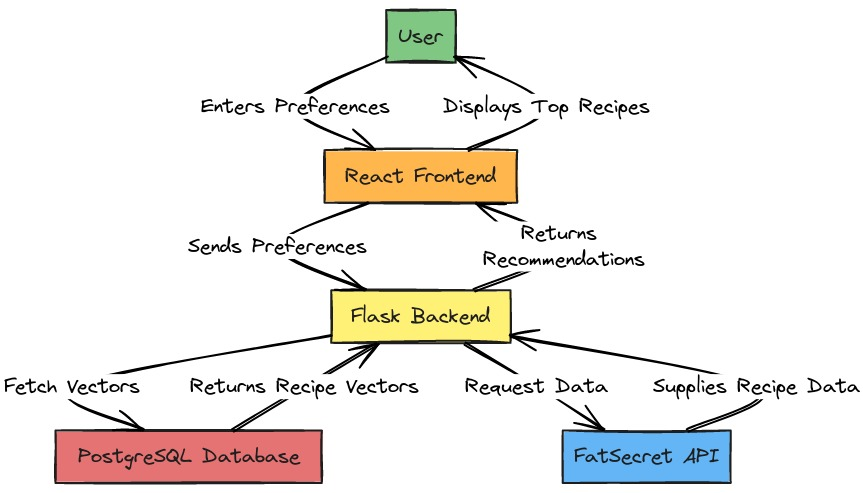 User
Enters Preferences
Displays Top Recipes
React Frontend
Sends Preferences
Returns
Recommendations
Flask Backend
Fetch Vectors
Returns Recipe Vectors
Request Data
Supplies Recipe Data
PostgreSQL Database
FatSecret API